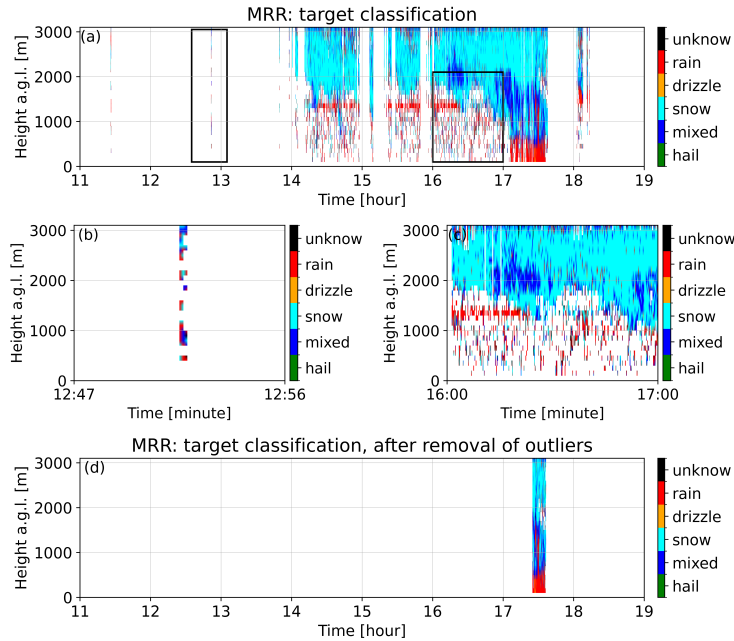 MRR: target classification
(a)
Height a.g.l. [m]
3000
2000
1000
0
11 12 13 14 15 16 17 18 19
Time [hour]
unknow
rain
drizzle
snow
mixed
hail
(b)
Height a.g.l. [m]
3000
2000
1000
0
12:47 12:56
Time [minute]
unknow
rain
drizzle
snow
mixed
hail
(c)
Height a.g.l. [m]
3000
2000
1000
0
16:00 17:00
Time [minute]
unknow
rain
drizzle
snow
mixed
hail
MRR: target classification, after removal of outliers
(d)
Height a.g.l. [m]
3000
2000
1000
0
11 12 13 14 15 16 17 18 19
Time [hour]
unknow
rain
drizzle
snow
mixed
hail